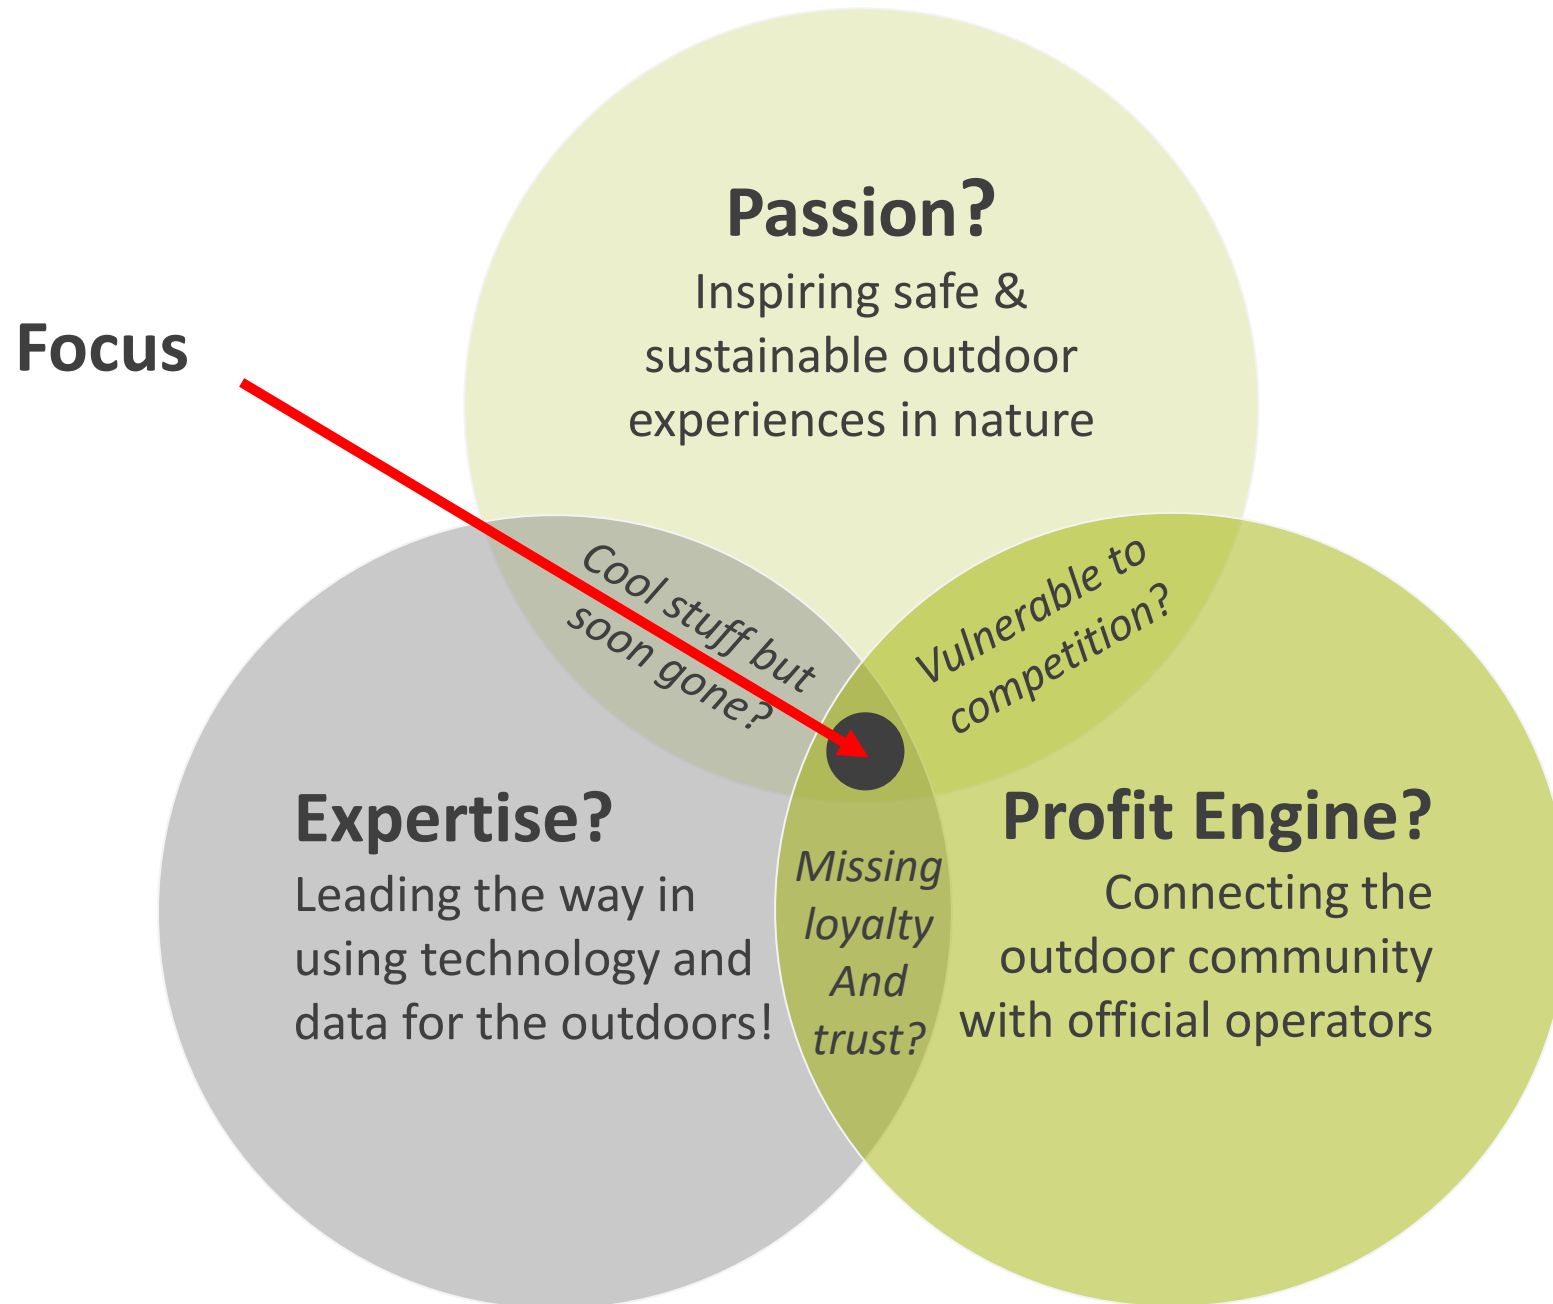 Passion?
Inspiring safe &
sustainable outdoor
experiences in nature
Focus
Cool stuff but
soon gone?
Vulnerable to
competition?
Expertise?
Leading the way in
using technology and
data for the outdoors!
Missing
loyalty
And
trust?
Profit Engine?
Connecting the
outdoor community
with official operators